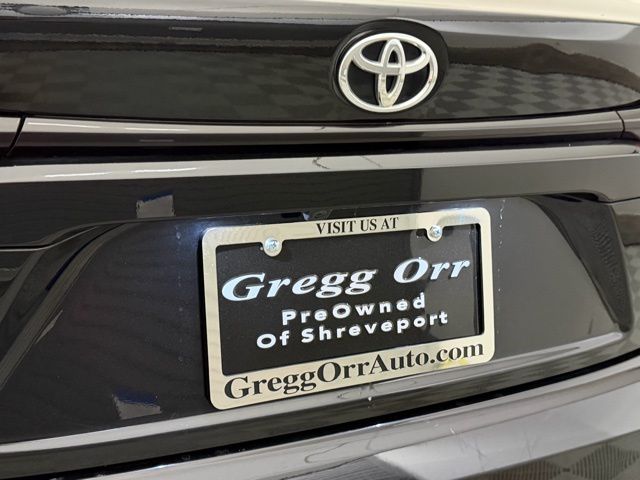 VISIT US AT
Gregg Orr
PreOwned
Of Shreveport
GreggOrrAuto.com